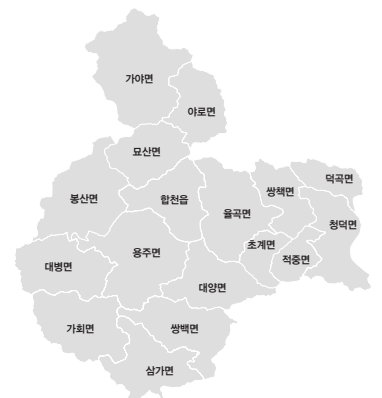 가야면
야로면
묘산면
봉산면
합천읍
율곡면
쌍책면
덕곡면
청덕면
초계면
적중면
용주면
대병면
대양면
가회면
쌍백면
삼가면